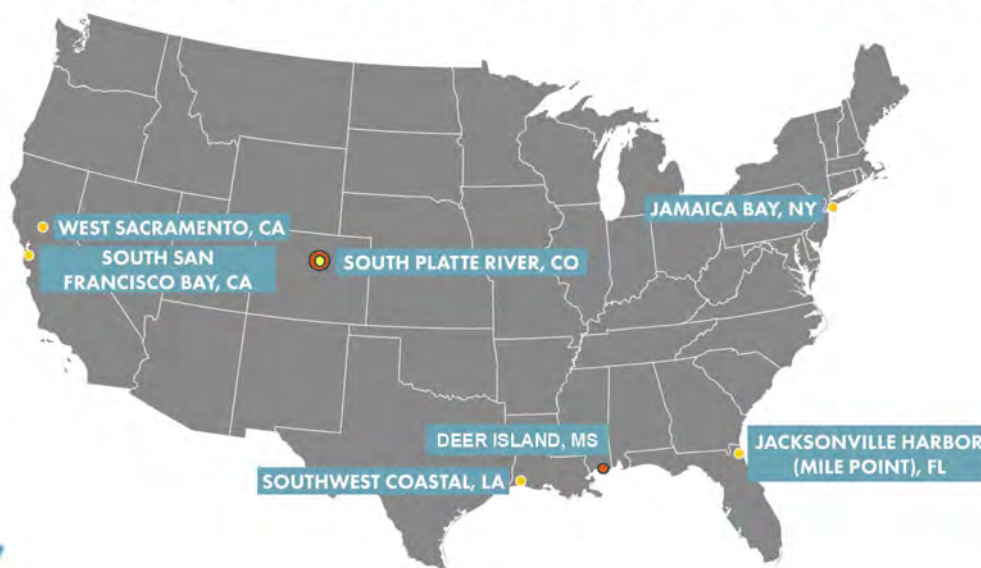 JAMAICA BAY, NY
WEST SACRAMENTO, CA
SOUTH SAN
FRANCISCO BAY, CA
SOUTH PLATTE RIVER, CO
DEER ISLAND, MS
JACKSONVILLE HARBOR
(MILE POINT), FL
SOUTHWEST COASTAL, LA